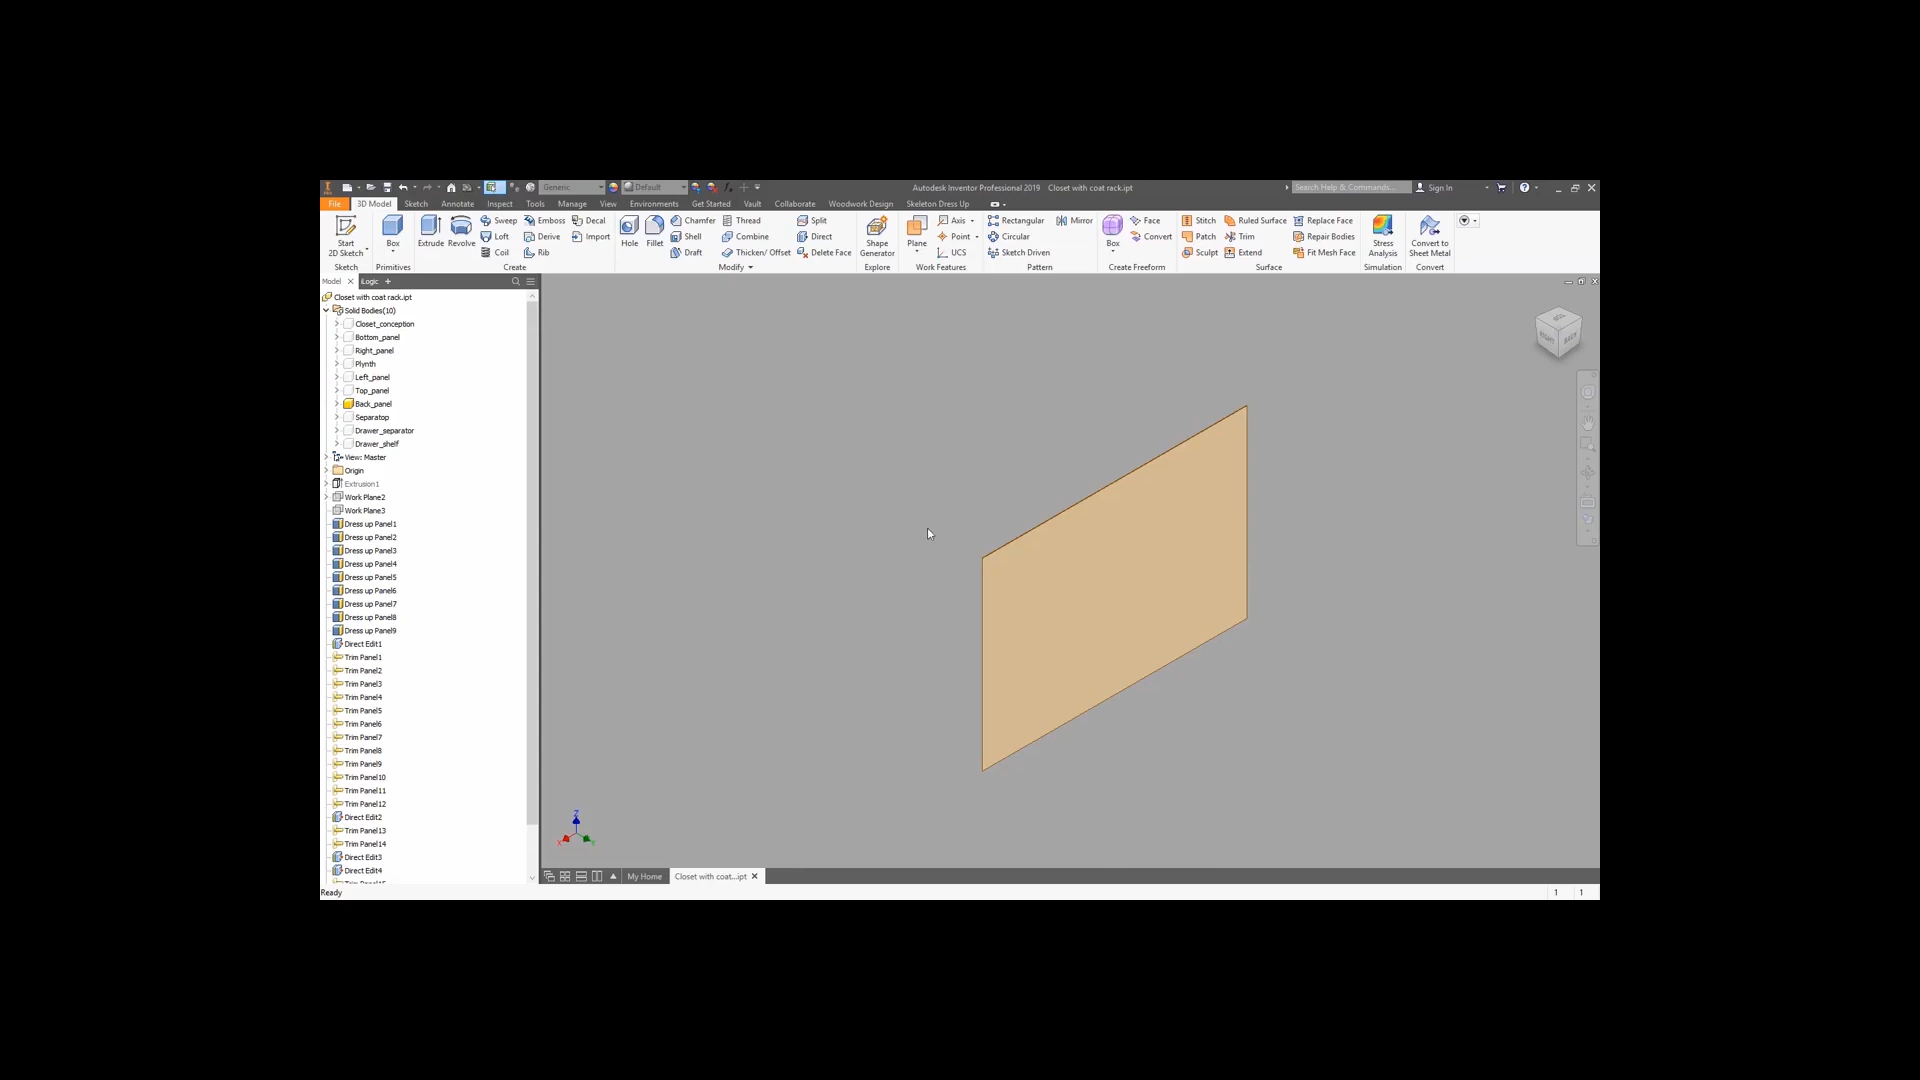 Generic Default Autodesk Inventor Professional 2019 Closet with coat rack.ipt Search Help & Commands... Sign In
File 3D Model Sketch Annotate Inspect Tools Manage View Environments Get Started Vault Collaborate Woodwork Design Skeleton Dress Up
Sweep Emboss Decal Chamfer Thread Split Axis Rectangular Mirror Face Stitch Ruled Surface Replace Face
Start 2D Sketch Box Extrude Revolve Loft Derive Import Hole Fillet Shell Combine Direct Shape Generator Plane Point Circular Box Convert Patch Trim Repair Bodies Stress Analysis Convert to Sheet Metal
Coil Rib Draft Thicken/ Offset Delete Face UCS Sketch Driven Sculpt Extend Fit Mesh Face
Sketch Primitives Create Modify Explore Work Features Pattern Create Freeform Surface Simulation Convert
Model iLogic +
Closet with coat rack.ipt
Solid Bodies(10)
Closet_conception
Bottom_panel
Right_panel
Plynth
Left_panel
Top_panel
Back_panel
Separatop
Drawer_separator
Drawer_shelf
View: Master
Origin
Extrusion1
Work Plane2
Work Plane3
Dress up Panel1
Dress up Panel2
Dress up Panel3
Dress up Panel4
Dress up Panel5
Dress up Panel6
Dress up Panel7
Dress up Panel8
Dress up Panel9
Direct Edit1
Trim Panel1
Trim Panel2
Trim Panel3
Trim Panel4
Trim Panel5
Trim Panel6
Trim Panel7
Trim Panel8
Trim Panel9
Trim Panel10
Trim Panel11
Trim Panel12
Direct Edit2
Trim Panel13
Trim Panel14
Direct Edit3
Direct Edit4
TOP
RIGHT BACK
Z
X Y
My Home Closet with coat...ipt
Ready 1 1